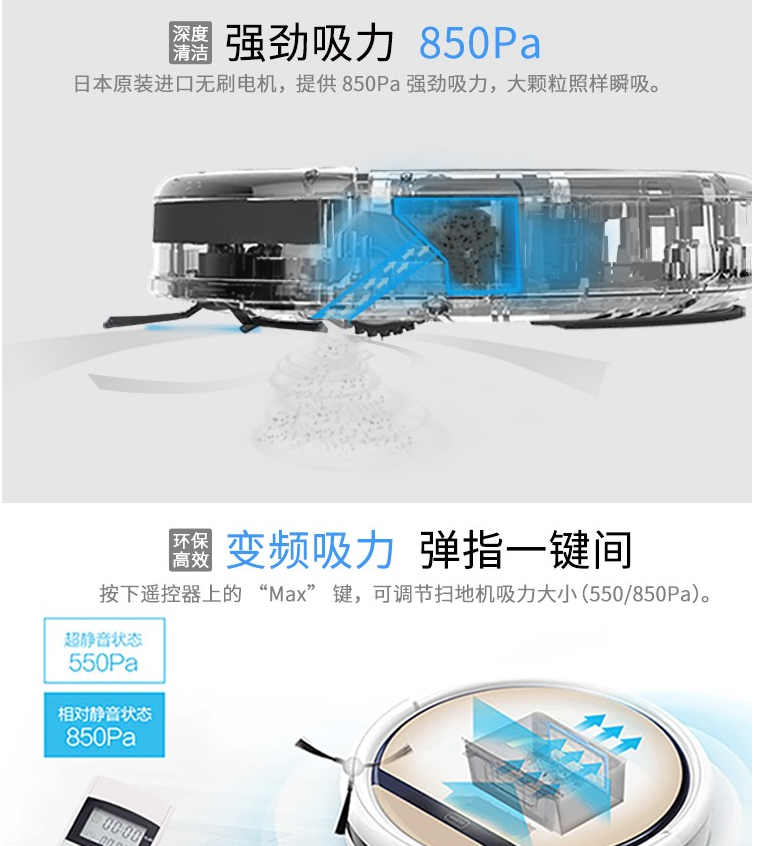 深度
清洁
强劲吸力 850Pa
日本原装进口无刷电机，提供 850Pa 强劲吸力，大颗粒照样瞬吸。
环保
高效
变频吸力 弹指一键间
按下遥控器上的 “Max” 键，可调节扫地机吸力大小（550/850Pa）。
超静音状态
550Pa
相对静音状态
850Pa
00:00